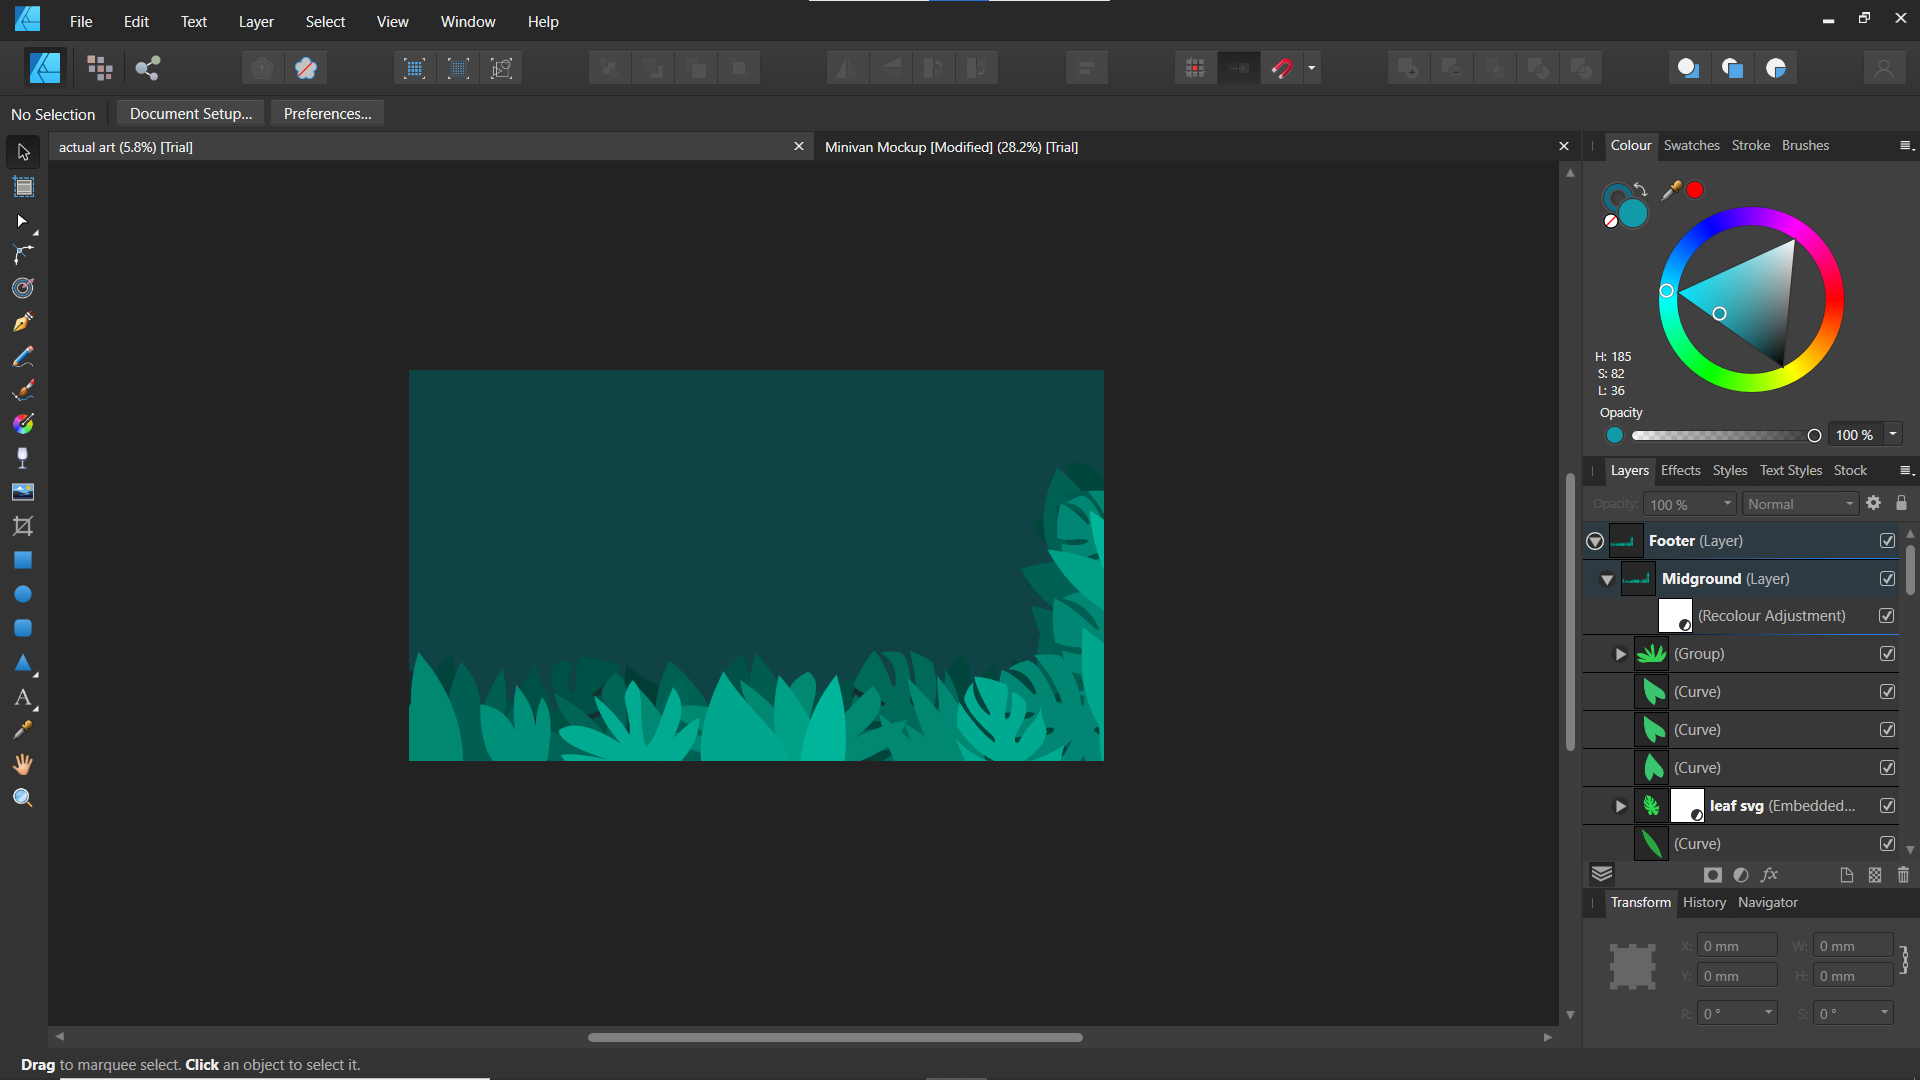 File Edit Text Layer Select View Window Help
No Selection Document Setup... Preferences...
actual art (5.8%) [Trial]
Minivan Mockup [Modified] (28.2%) [Trial]
Colour Swatches Stroke Brushes
H: 185
S: 82
L: 36
Opacity
100 %
Layers Effects Styles Text Styles Stock
Opacity: 100 % Normal
Footer (Layer)
Midground (Layer)
(Recolour Adjustment)
(Group)
(Curve)
(Curve)
(Curve)
leaf svg (Embedded...
(Curve)
fx
Transform History Navigator
X: 0 mm W: 0 mm
Y: 0 mm H: 0 mm
R: 0 ° S: 0 °
Drag to marquee select. Click an object to select it.